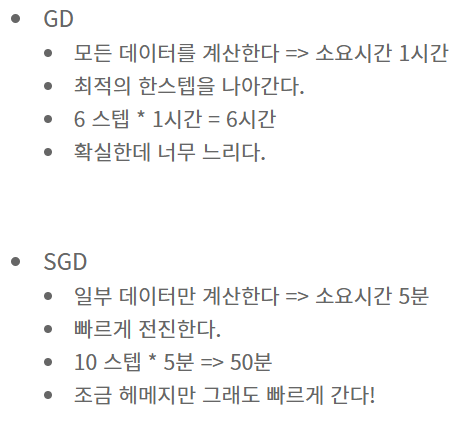 GD
모든 데이터를 계산한다 => 소요시간 1시간
최적의 한스텝을 나아간다.
6 스텝 * 1시간 = 6시간
확실한데 너무 느리다.
SGD
일부 데이터만 계산한다 => 소요시간 5분
빠르게 전진한다.
10 스텝 * 5분 => 50분
조금 헤메지만 그래도 빠르게 간다!